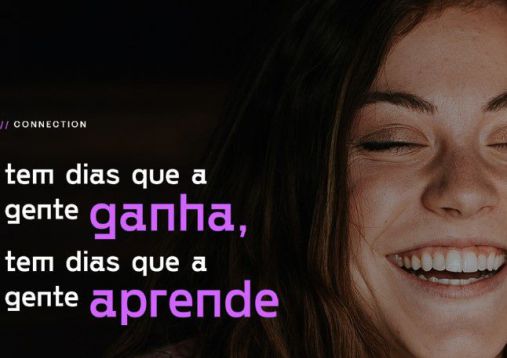 // CONNECTION
tem dias que a
gente ganha,
tem dias que a
gente aprende